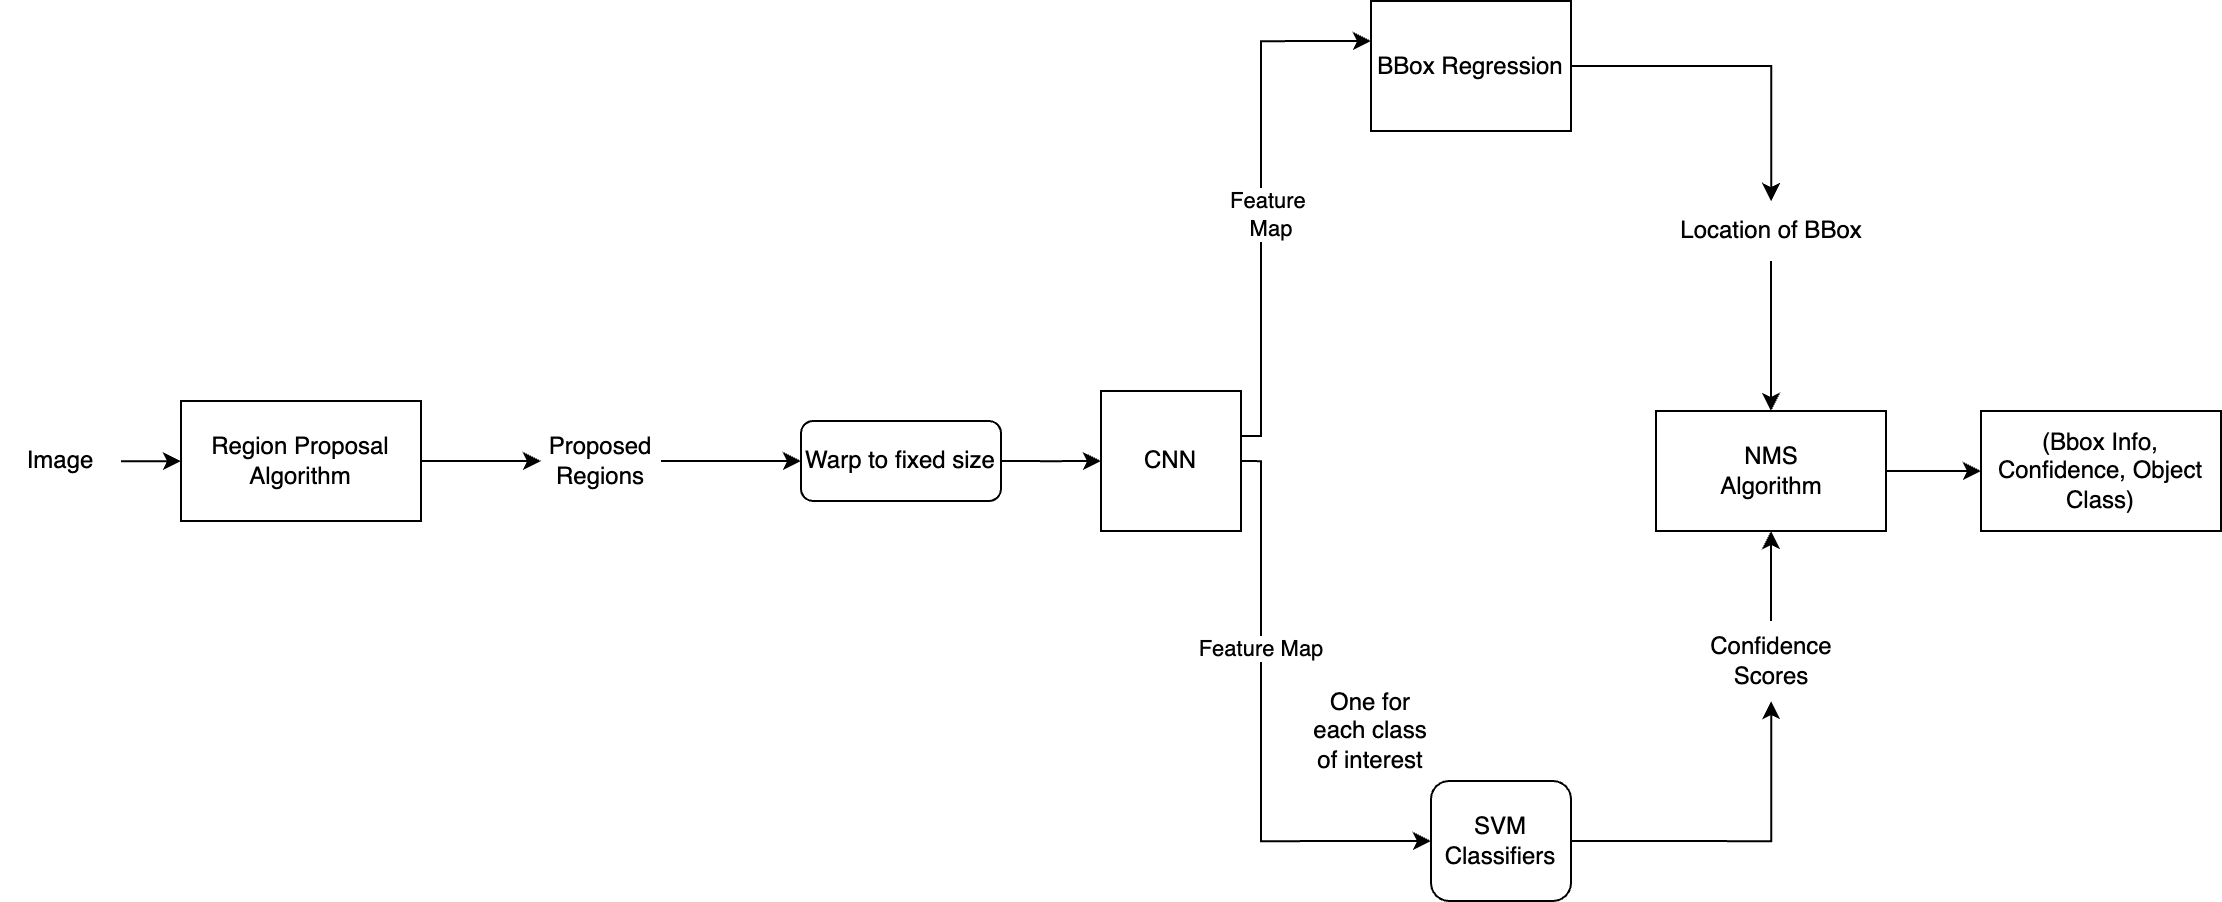 BBox Regression
Feature
Map
Location of BBox
Image
Region Proposal
Algorithm
Proposed
Regions
Warp to fixed size
CNN
NMS
Algorithm
(Bbox Info,
Confidence, Object
Class)
Feature Map
Confidence
Scores
One for
each class
of interest
SVM
Classifiers